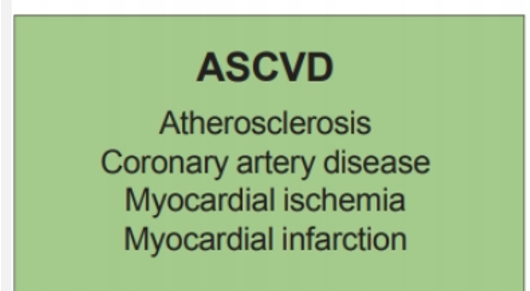 ASCVD
Atherosclerosis
Coronary artery disease
Myocardial ischemia
Myocardial infarction